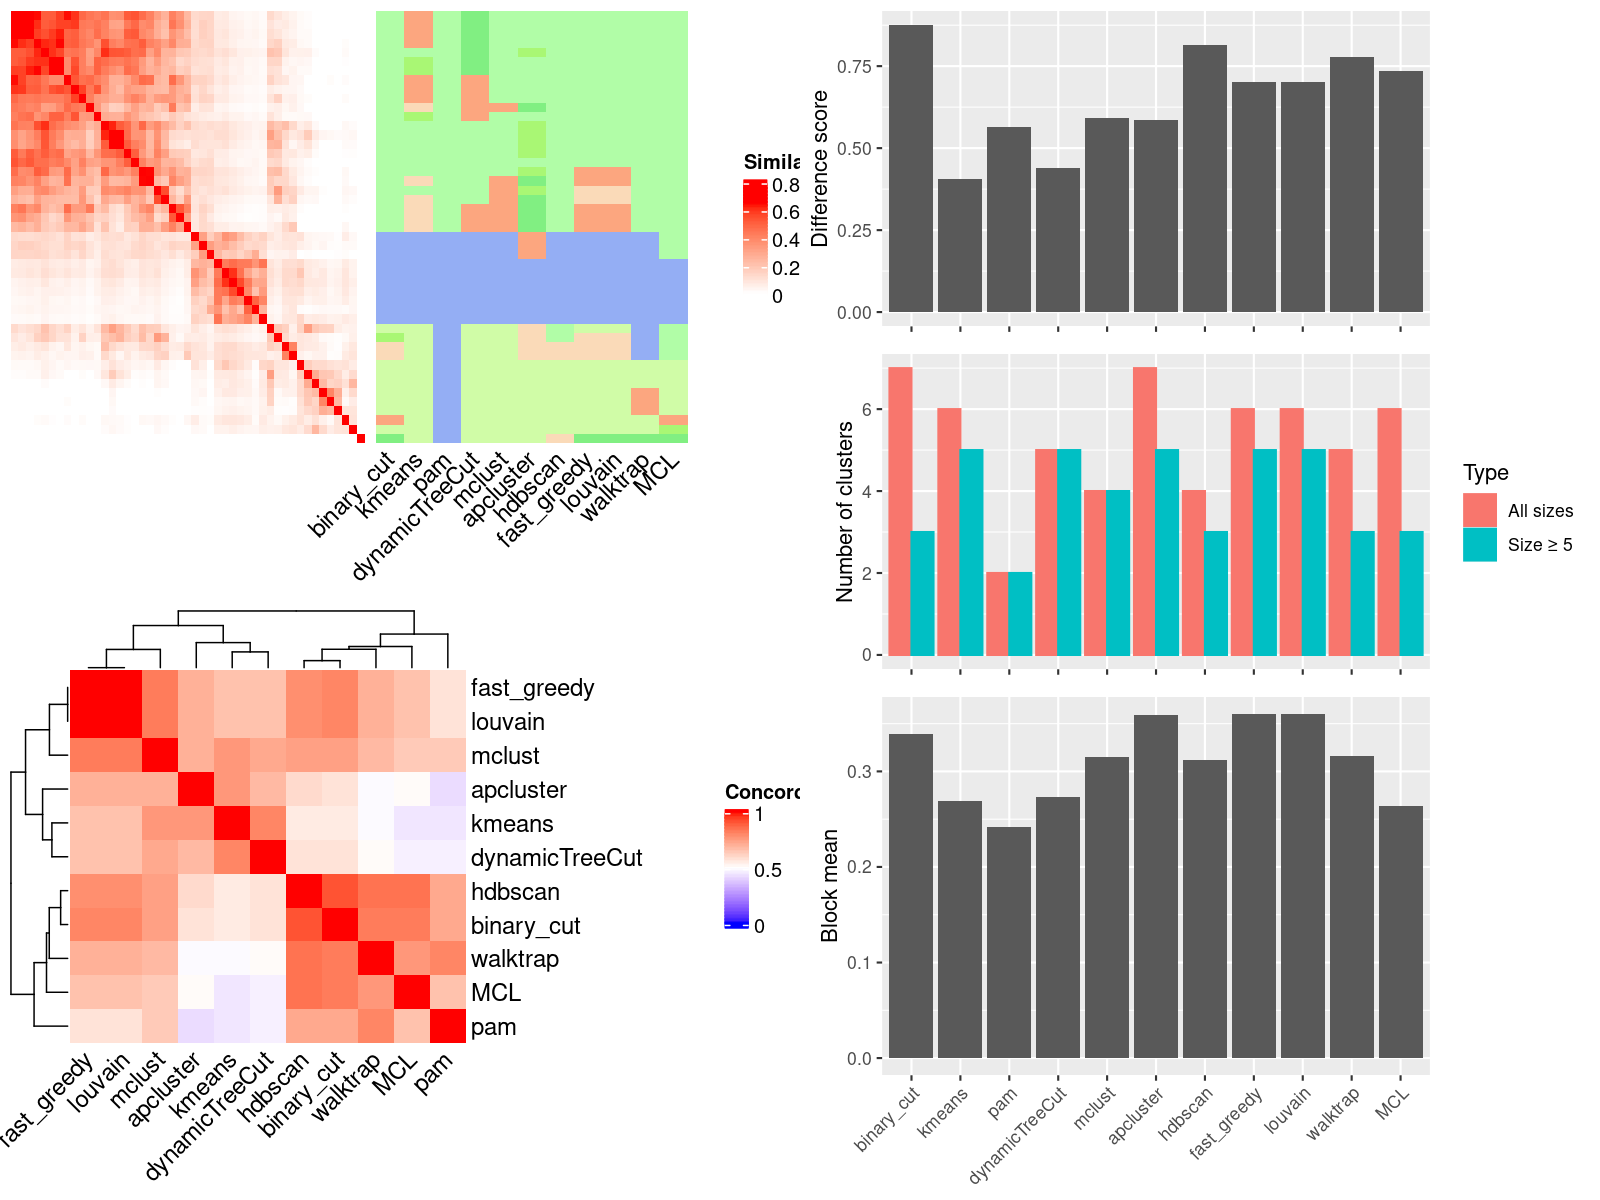 Simila
0.8
0.6
0.4
0.2
0
binary_cut
kmeans
pam
dynamicTreeCut
mclust
apcluster
hdbscan
fast_greedy
louvain
walktrap
MCL
fast_greedy
louvain
mclust
apcluster
kmeans
dynamicTreeCut
hdbscan
binary_cut
walktrap
MCL
pam
Concord
1
0.5
0
fast_greedy
louvain
mclust
apcluster
kmeans
dynamicTreeCut
hdbscan
binary_cut
walktrap
MCL
pam
Difference score
0.75
0.50
0.25
0.00
Number of clusters
6
4
2
0
Type
All sizes
Size ≥ 5
Block mean
0.3
0.2
0.1
0.0
binary_cut
kmeans
pam
dynamicTreeCut
mclust
apcluster
hdbscan
fast_greedy
louvain
walktrap
MCL